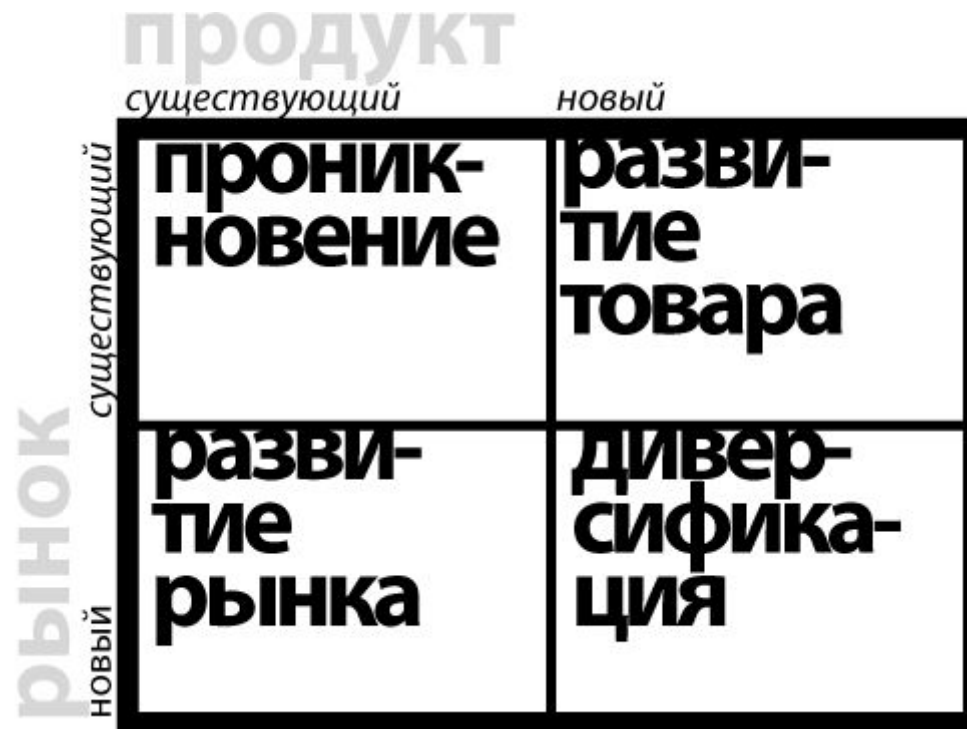 продукт
существующий новый
существующий
проник-
новение
разви-
тие
товара
рынок
новый
разви-
тие
рынка
дивер-
сифика-
ция